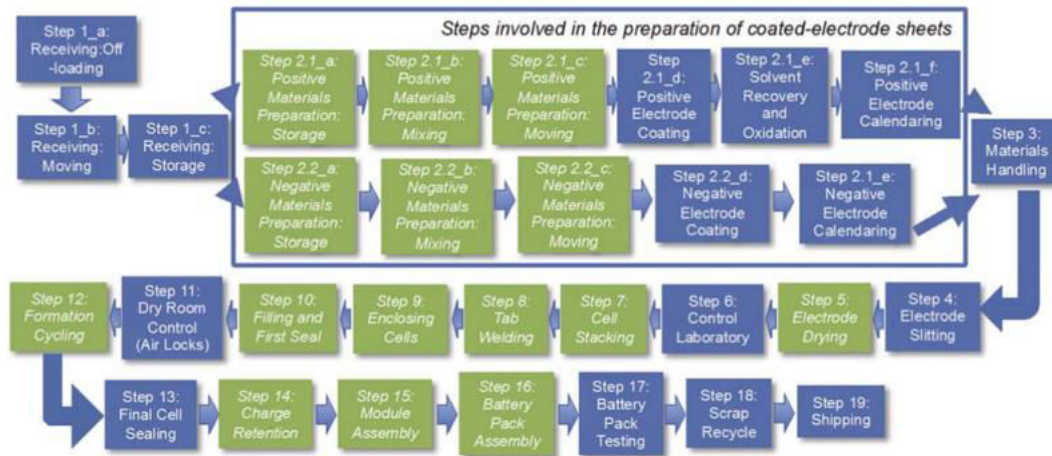 Steps involved in the preparation of coated-electrode sheets
Step 1_a:
Receiving:Off
-loading
Step 1_b:
Receiving:
Moving
Step 1_c:
Receiving:
Storage
Step 2.1_a:
Positive
Materials
Preparation:
Storage
Step 2.1_b:
Positive
Materials
Preparation:
Mixing
Step 2.1_c:
Positive
Materials
Preparation:
Moving
Step
2.1_d:
Positive
Electrode
Coating
Step 2.1_e:
Solvent
Recovery
and
Oxidation
Step 2.1_f:
Positive
Electrode
Calendaring
Step 2.2_a:
Negative
Materials
Preparation:
Storage
Step 2.2_b:
Negative
Materials
Preparation:
Mixing
Step 2.2_c:
Negative
Materials
Preparation:
Moving
Step 2.2_d:
Negative
Electrode
Coating
Step 2.1_e:
Negative
Electrode
Calendaring
Step 3:
Materials
Handling
Step 4:
Electrode
Slitting
Step 5:
Electrode
Drying
Step 6:
Control
Laboratory
Step 7:
Cell
Stacking
Step 8:
Tab
Welding
Step 9:
Enclosing
Cells
Step 10:
Filling and
First Seal
Step 11:
Dry Room
Control
(Air Locks)
Step 12:
Formation
Cycling
Step 13:
Final Cell
Sealing
Step 14:
Charge
Retention
Step 15:
Module
Assembly
Step 16:
Battery
Pack
Assembly
Step 17:
Battery
Pack
Testing
Step 18:
Scrap
Recycle
Step 19:
Shipping